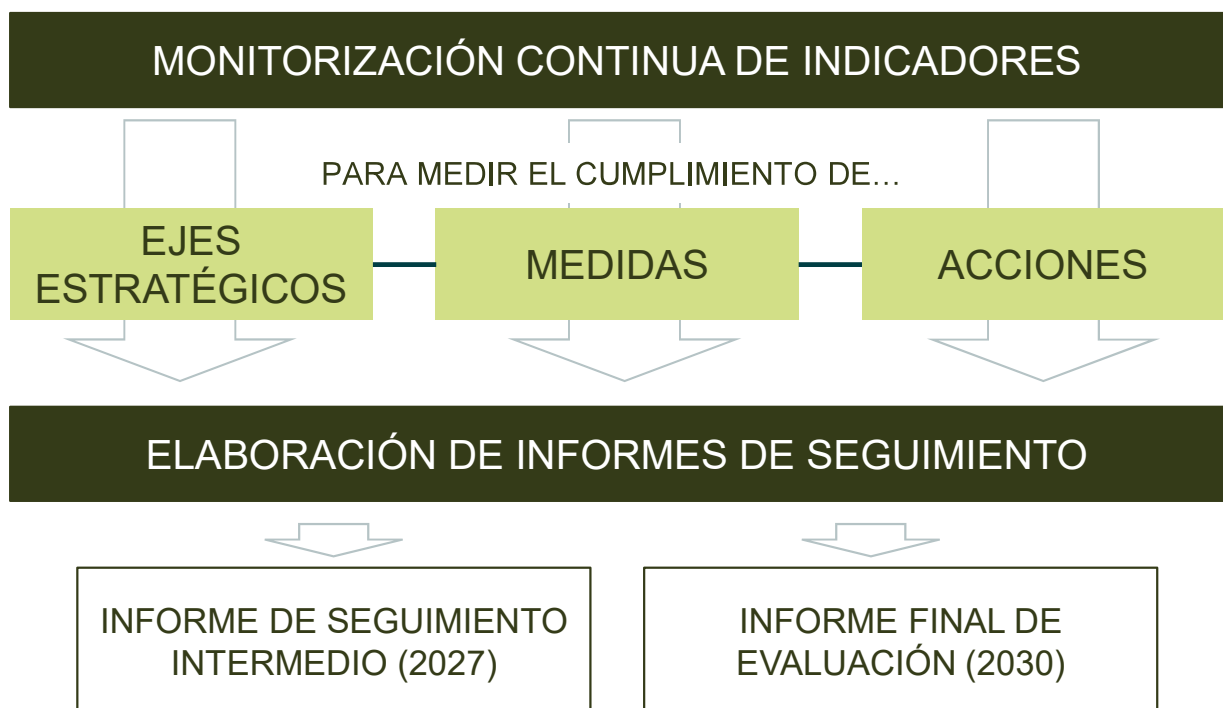 MONITORIZACIÓN CONTINUA DE INDICADORES
PARA MEDIR EL CUMPLIMIENTO DE...
EJES
ESTRATÉGICOS
MEDIDAS
ACCIONES
ELABORACIÓN DE INFORMES DE SEGUIMIENTO
INFORME DE SEGUIMIENTO
INTERMEDIO (2027)
INFORME FINAL DE
EVALUACIÓN (2030)